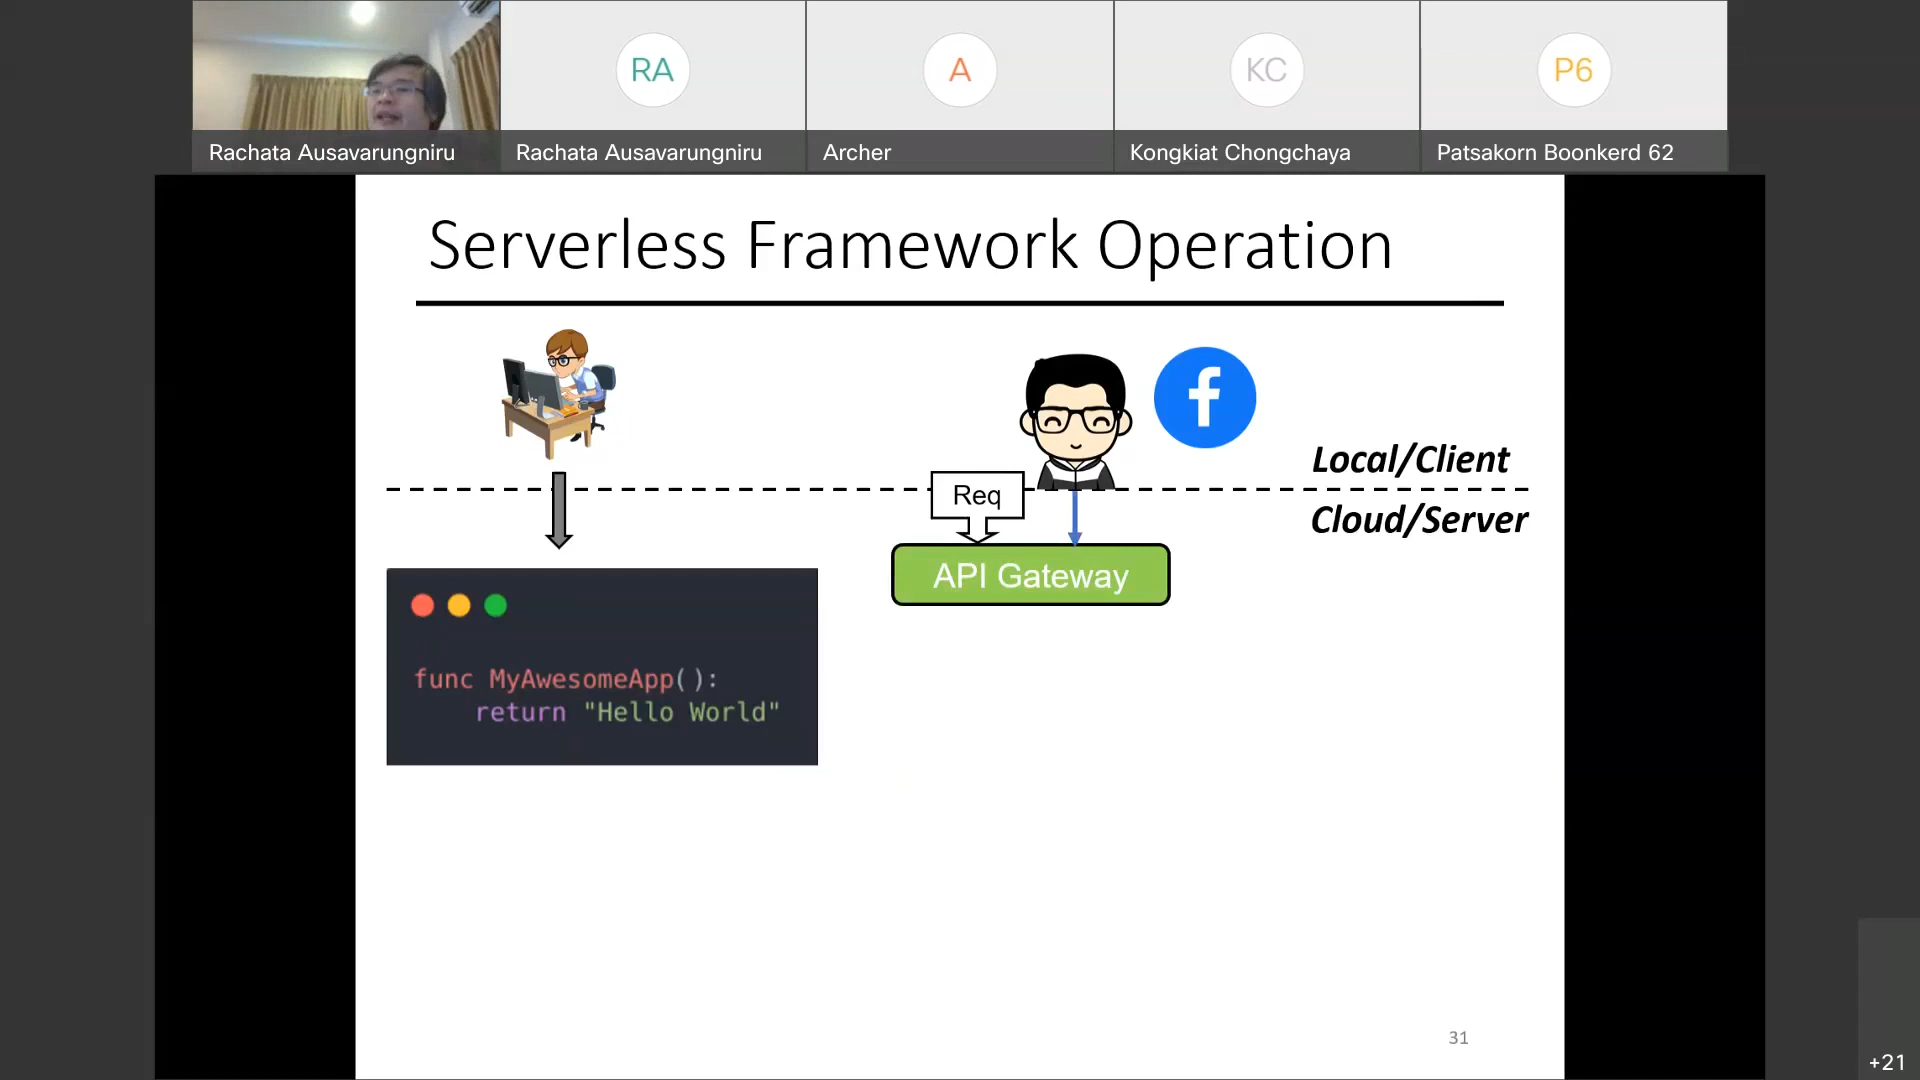 RA
A
KC
P6
Rachata Ausavarungniru
Rachata Ausavarungniru
Archer
Kongkiat Chongchaya
Patsakorn Boonkerd 62
Serverless Framework Operation
f
Local/Client
Req
Cloud/Server
API Gateway
func MyAwesomeApp():
return "Hello World"
31
+21